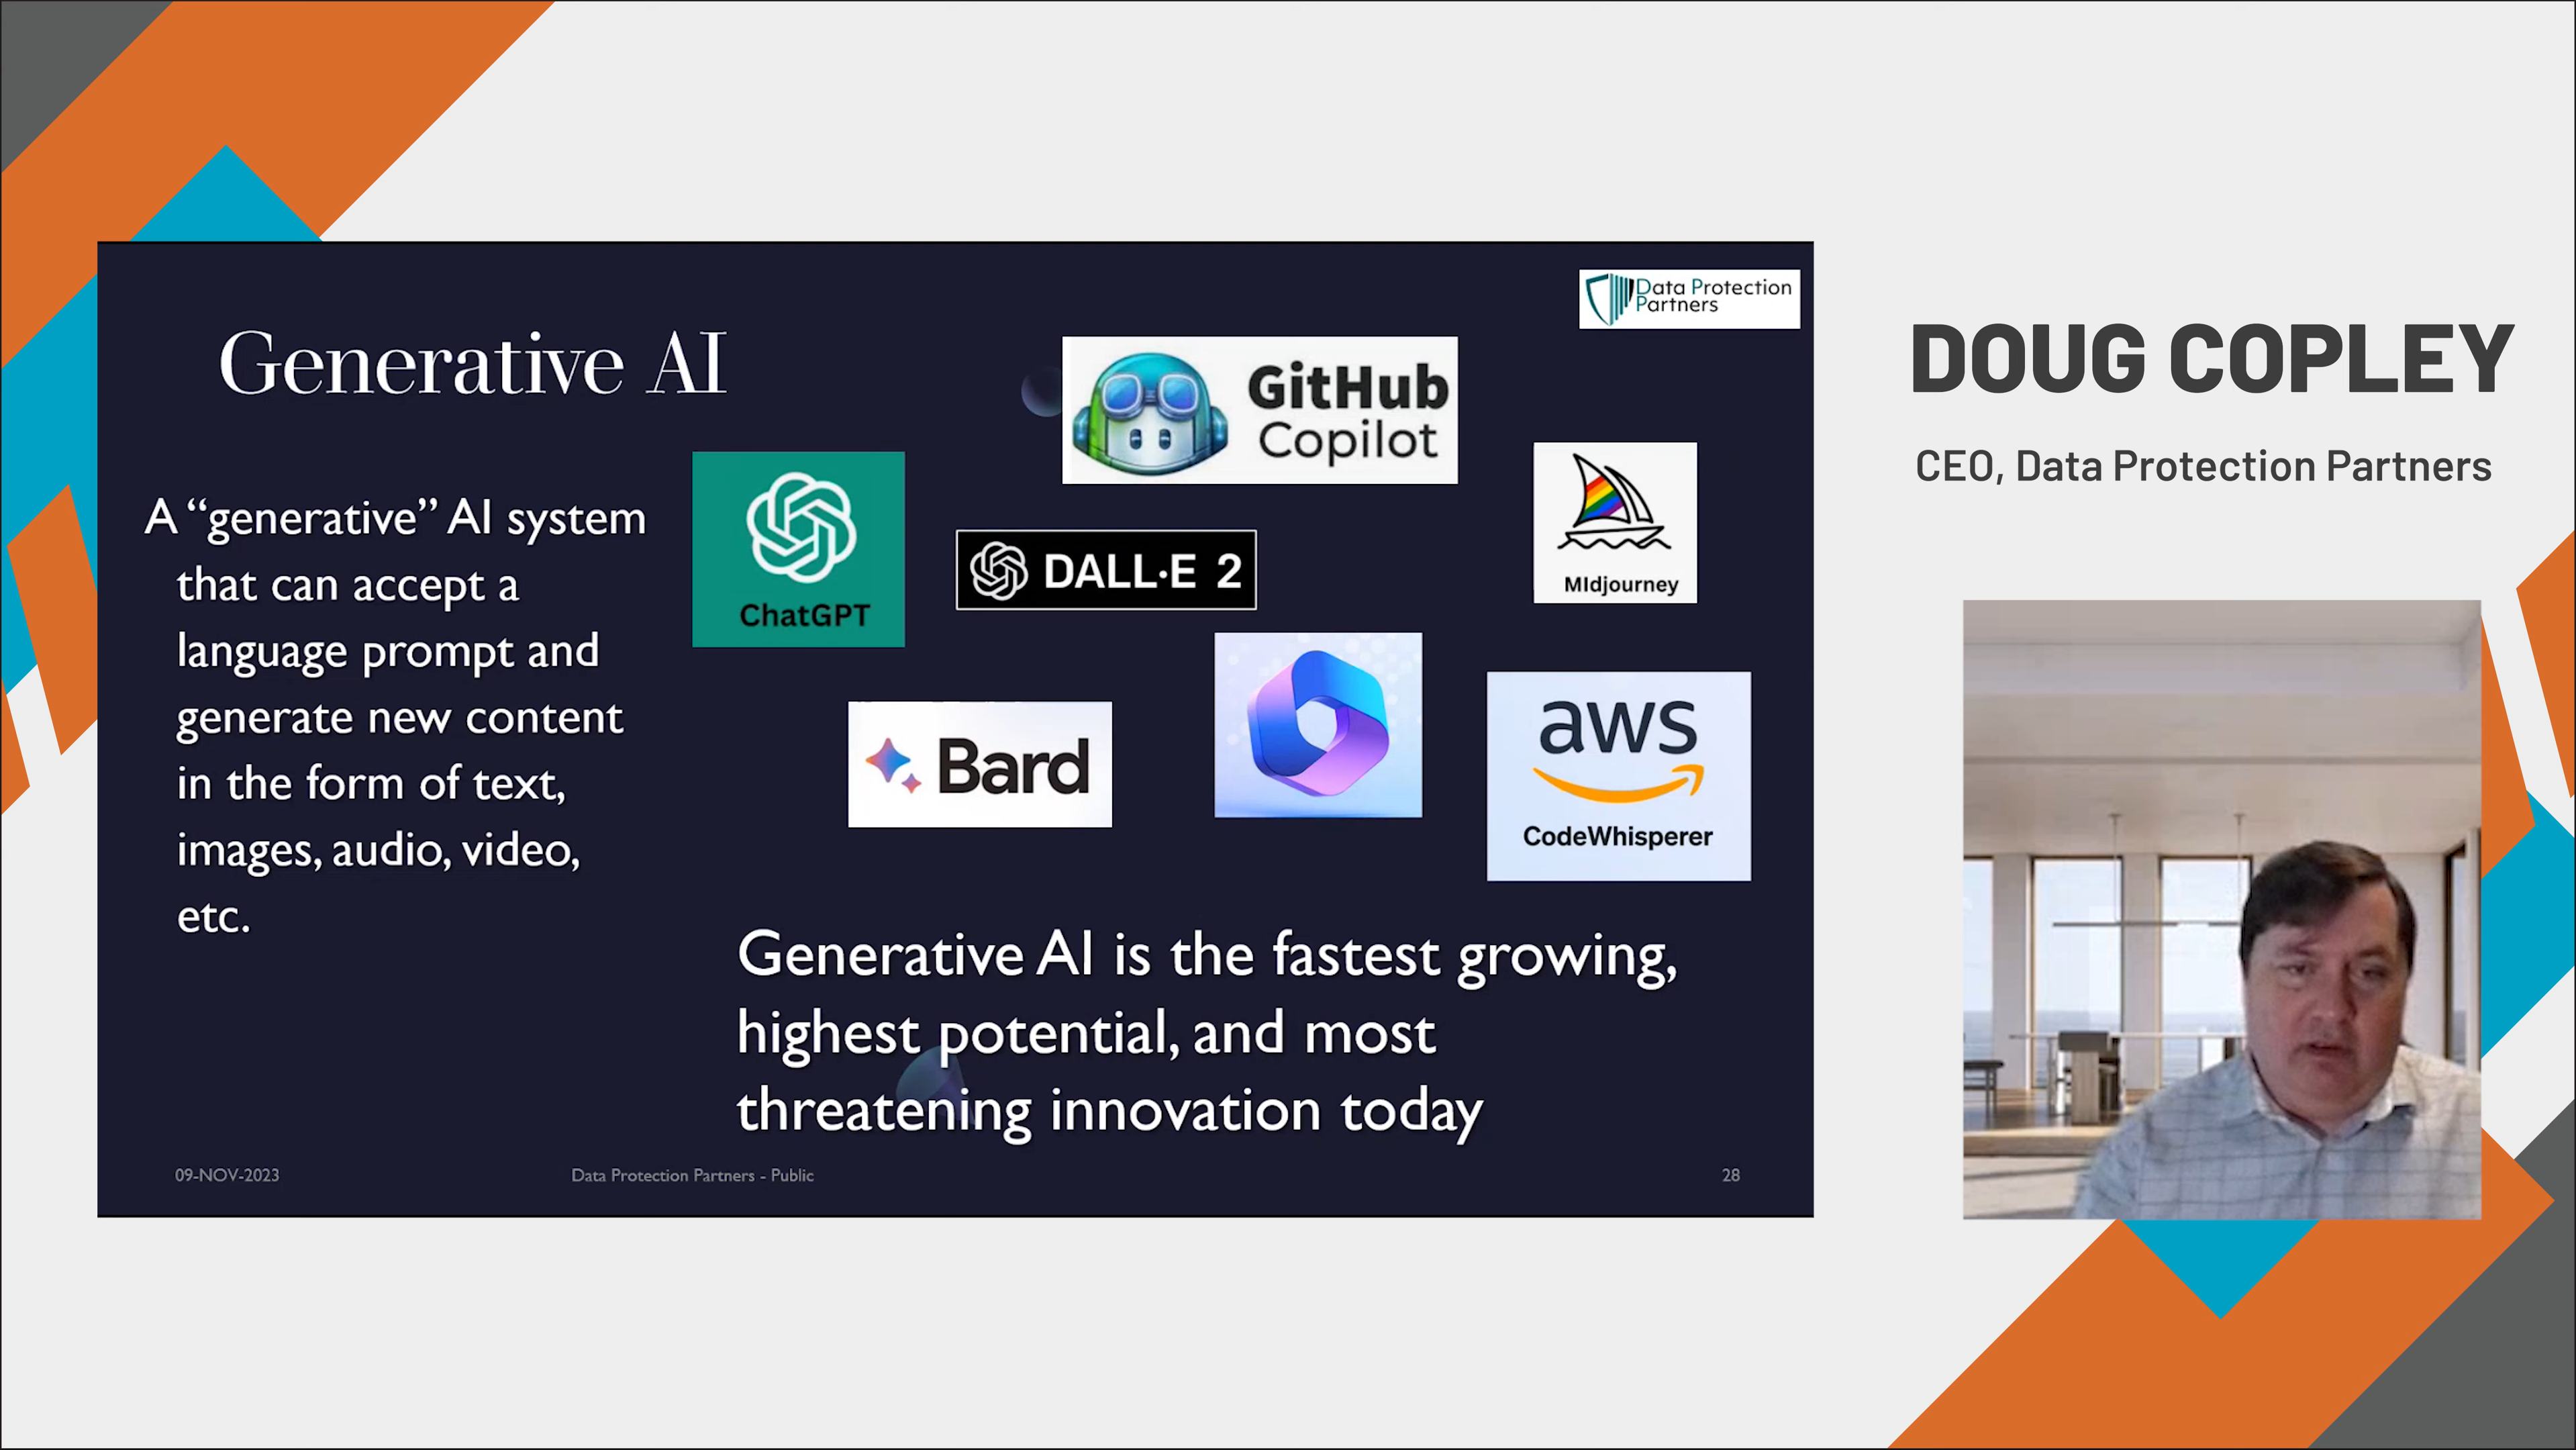 Data Protection
Partners
Generative AI
A “generative” AI system
that can accept a
language prompt and
generate new content
in the form of text,
images, audio, video,
etc.
GitHub
Copilot
ChatGPT
DALL·E 2
MIdjourney
Bard
aws
CodeWhisperer
Generative AI is the fastest growing,
highest potential, and most
threatening innovation today
09-NOV-2023
Data Protection Partners - Public
28
DOUG COPLEY
CEO, Data Protection Partners